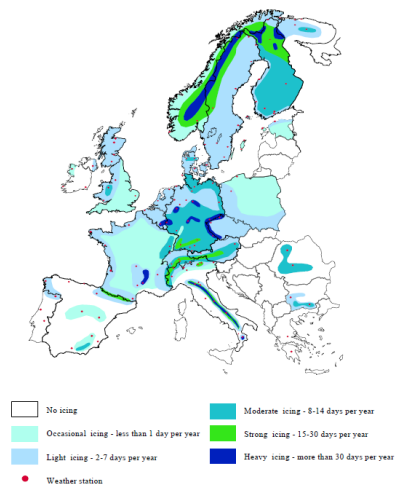 No icing
Occasional icing - less than 1 day per year
Light icing - 2-7 days per year
Weather station
Moderate icing - 8-14 days per year
Strong icing - 15-30 days per year
Heavy icing - more than 30 days per year